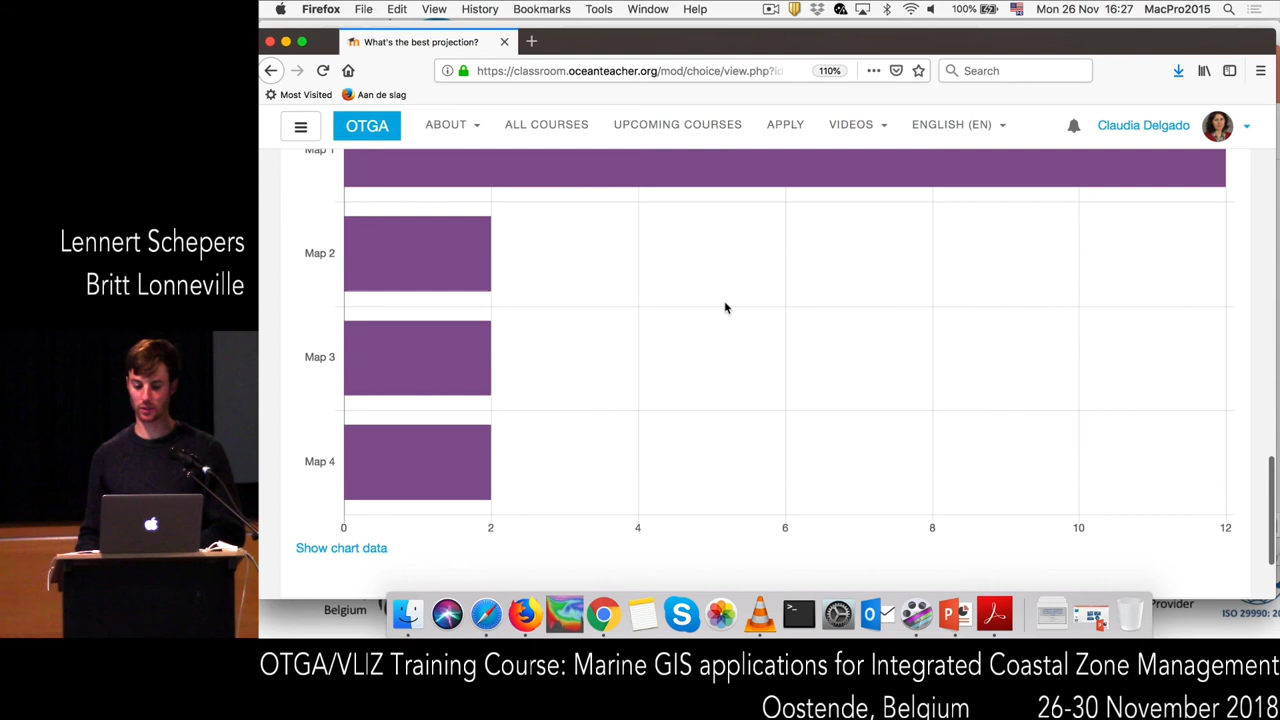 Firefox File Edit View History Bookmarks Tools Window Help 100% Mon 26 Nov 16:27 MacPro2015
What's the best projection?
https://classroom.oceanteacher.org/mod/choice/view.php?id 110% Search
Most Visited Aan de slag
OTGA ABOUT ALL COURSES UPCOMING COURSES APPLY VIDEOS ENGLISH (EN) Claudia Delgado
Map 1
Map 2
Map 3
Map 4
0 2 4 6 8 10 12
Show chart data
Belgium
Provider
ISO 29990: 20
Lennert Schepers
Britt Lonneville
OTGA/VLIZ Training Course: Marine GIS applications for Integrated Coastal Zone Management
Oostende, Belgium 26-30 November 2018